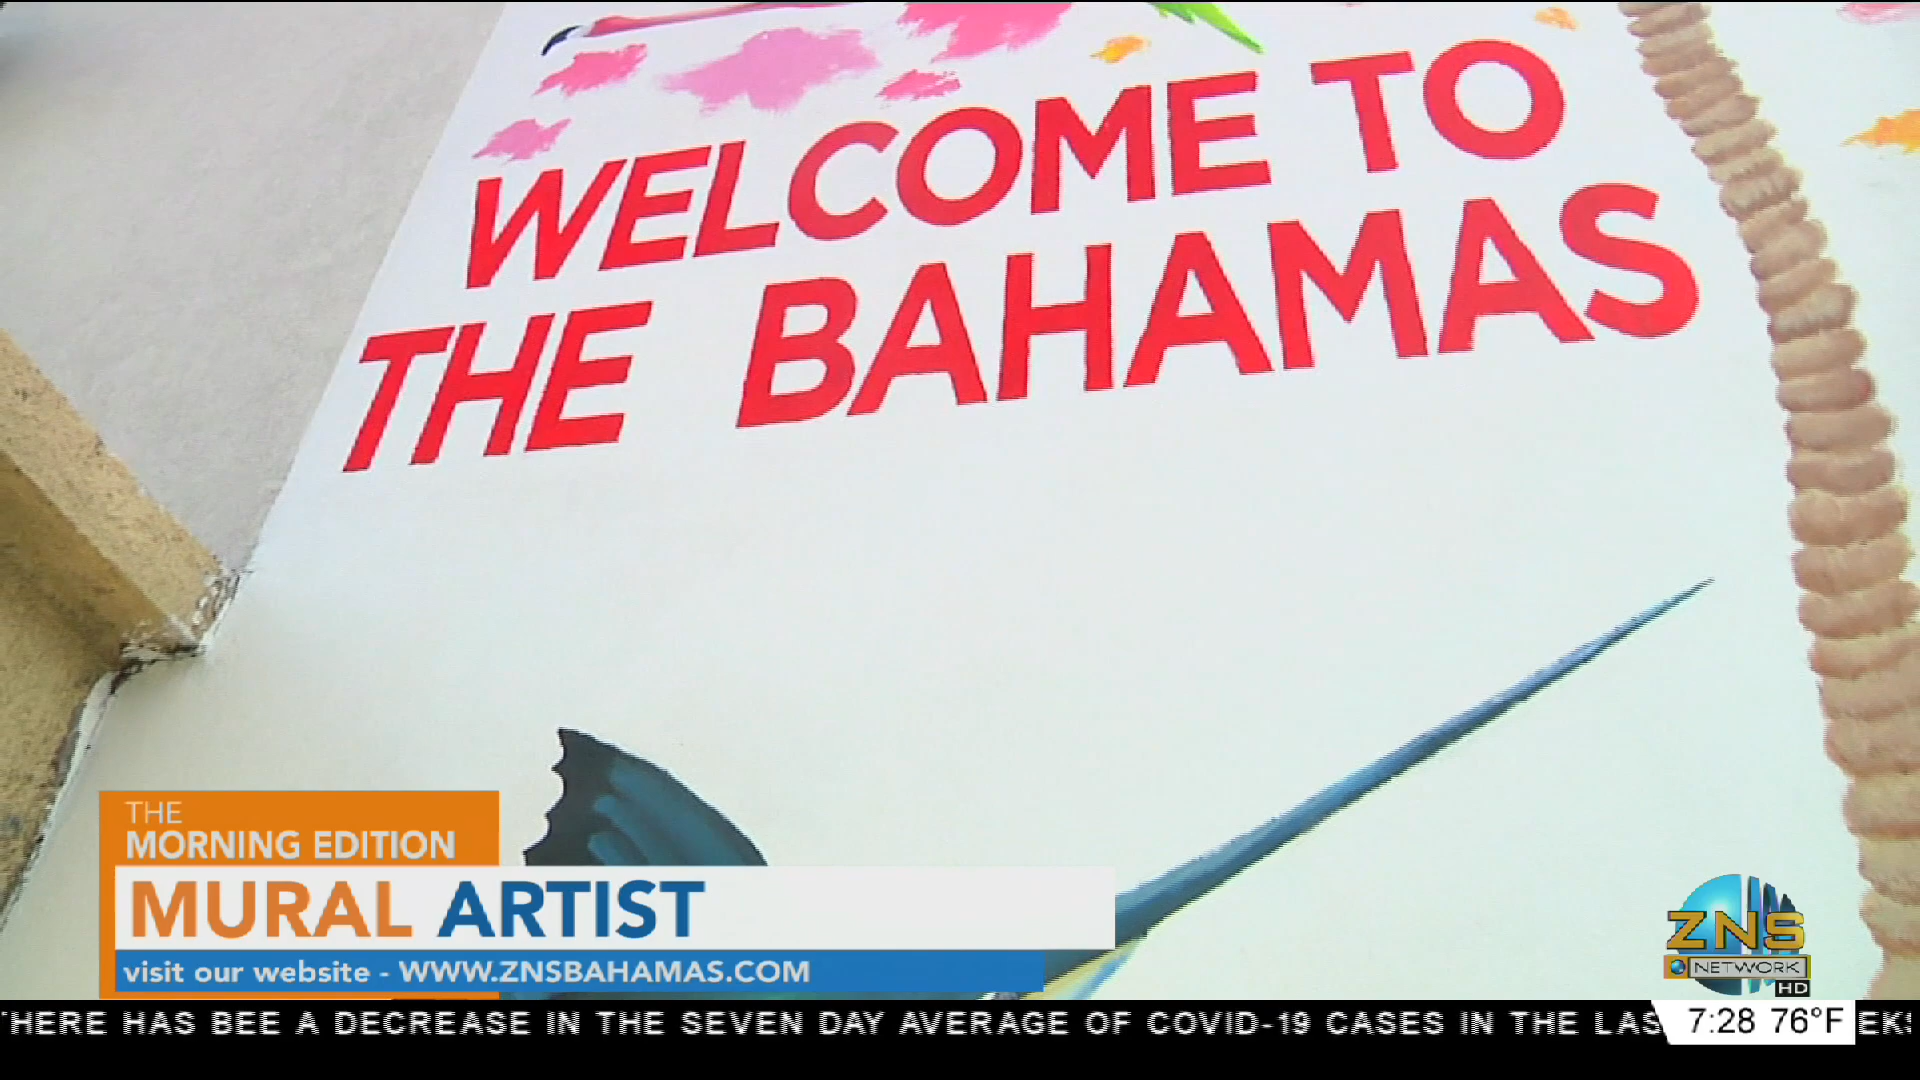 WELCOME TO
THE BAHAMAS
THE
MORNING EDITION
MURAL ARTIST
visit our website - WWW.ZNSBAHAMAS.COM
ZNS
NETWORK
HD
HERE HAS BEE A DECREASE IN THE SEVEN DAY AVERAGE OF COVID-19 CASES IN THE LAS
7:28 76°F